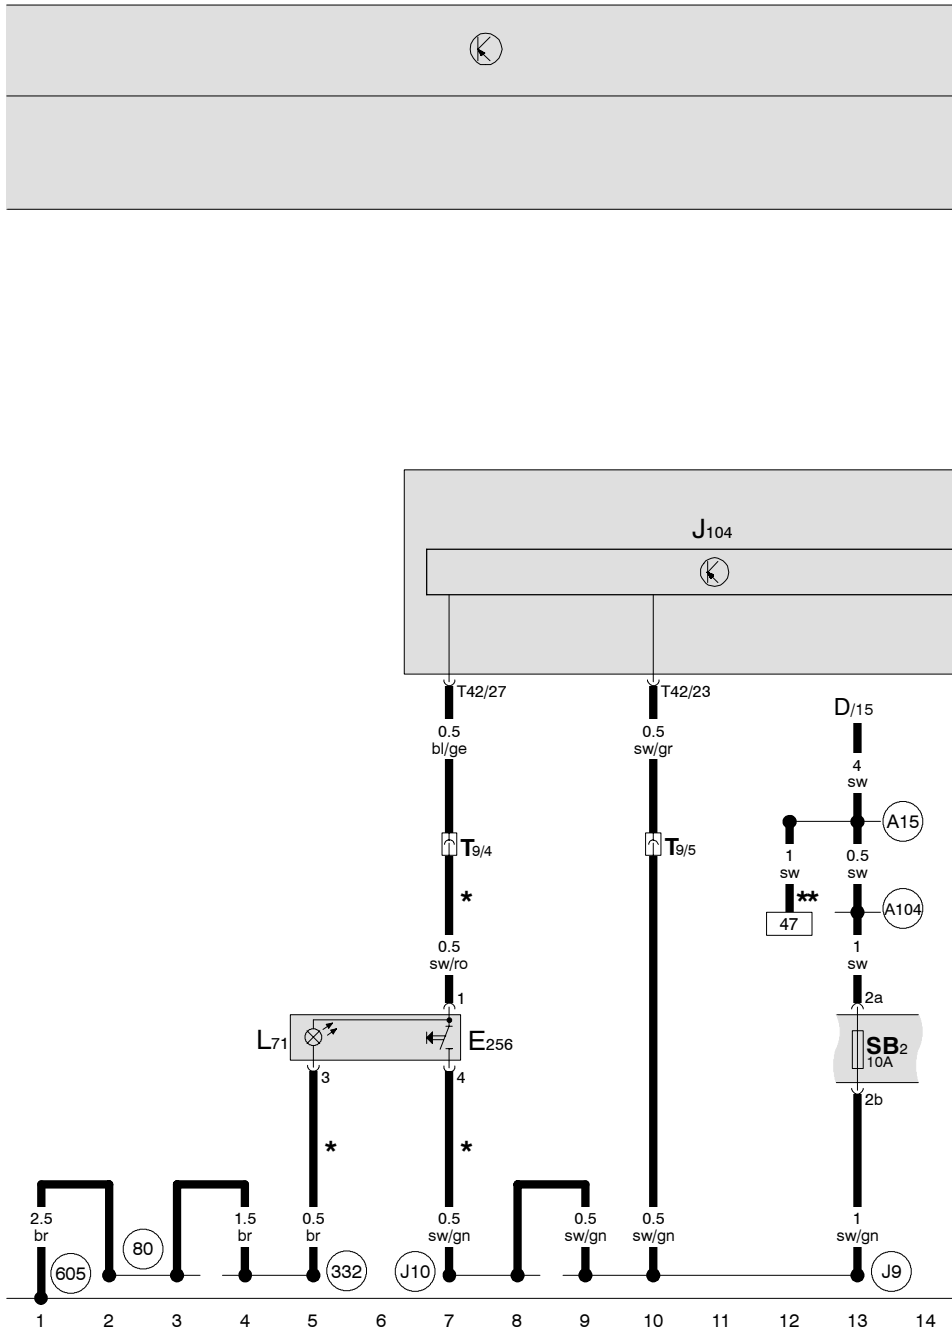 J104
T42/27
T42/23
D/15
0.5
bl/ge
0.5
sw/gr
4
sw
A15
T9/4
T9/5
1
sw
0.5
sw
*
**
A104
47
0.5
sw/ro
1
sw
1
2a
L71
E256
SB2
10A
3
4
2b
*
*
2.5
br
1.5
br
0.5
br
0.5
sw/gn
0.5
sw/gn
0.5
sw/gn
1
sw/gn
80
605
332
J10
J9
1 2 3 4 5 6 7 8 9 10 11 12 13 14